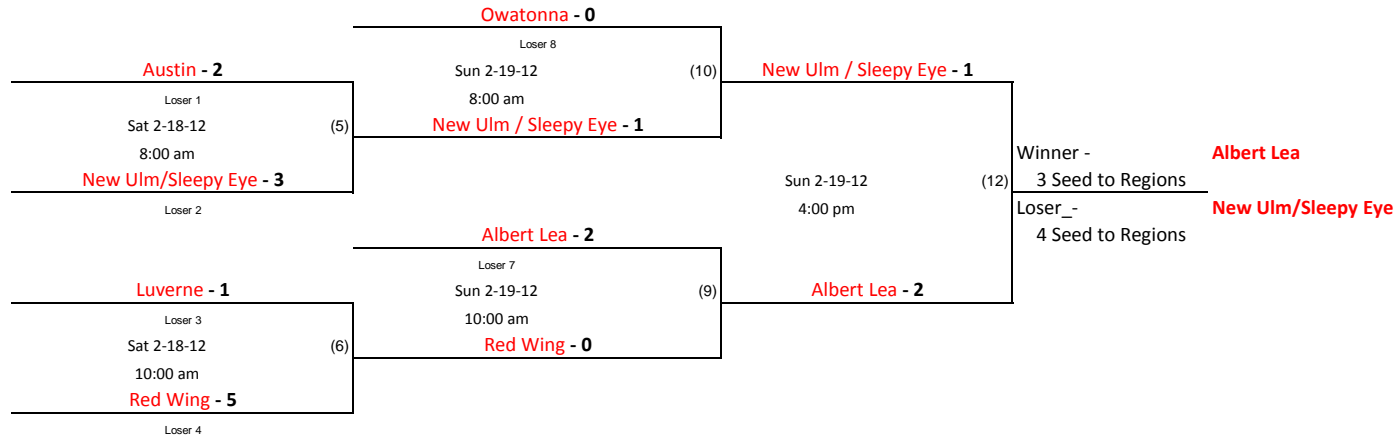 Owatonna - 0
Loser 8
Austin - 2
Sun 2-19-12
(10)
New Ulm / Sleepy Eye - 1
Loser 1
8:00 am
Sat 2-18-12
(5)
New Ulm / Sleepy Eye - 1
8:00 am
Winner -
Albert Lea
New Ulm/Sleepy Eye - 3
Sun 2-19-12
(12)
3 Seed to Regions
Loser 2
4:00 pm
Loser_-
New Ulm/Sleepy Eye
Albert Lea - 2
4 Seed to Regions
Loser 7
Luverne - 1
Sun 2-19-12
(9)
Albert Lea - 2
Loser 3
10:00 am
Sat 2-18-12
(6)
Red Wing - 0
10:00 am
Red Wing - 5
Loser 4